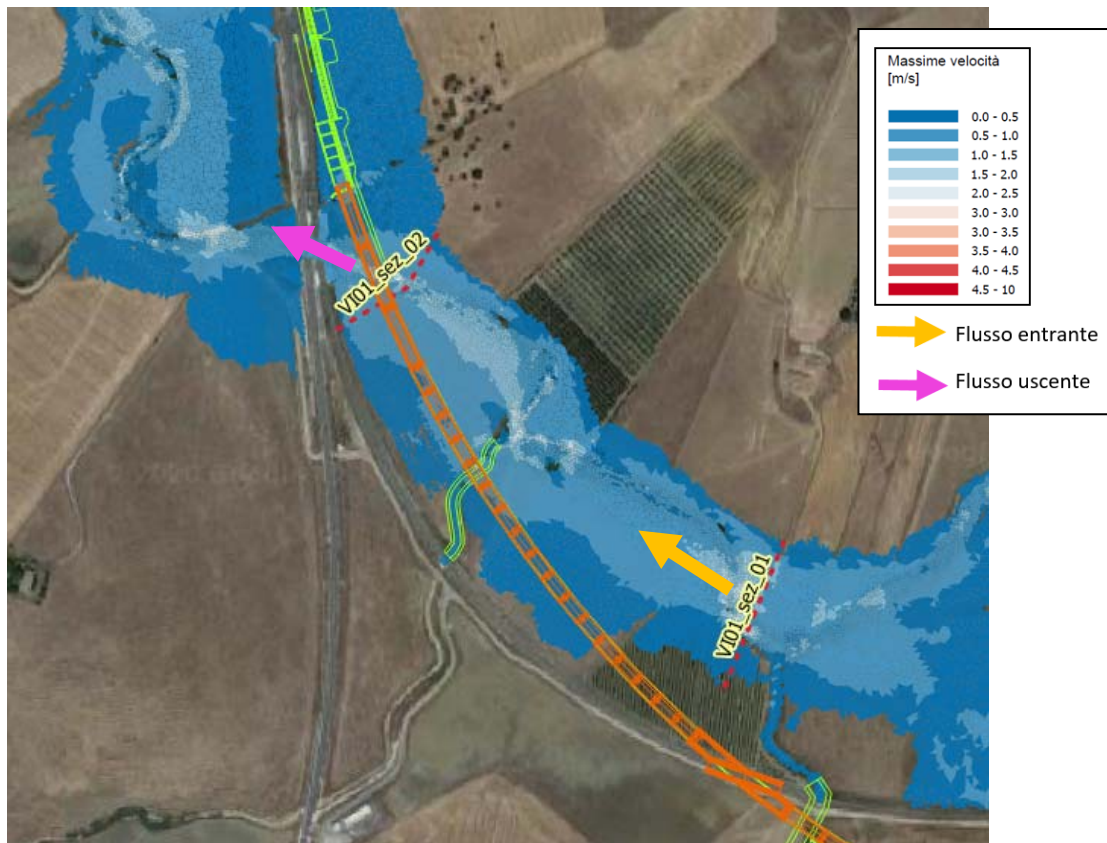 Massime velocità
[m/s]
0.0 - 0.5
0.5 - 1.0
1.0 - 1.5
1.5 - 2.0
2.0 - 2.5
3.0 - 3.0
3.0 - 3.5
3.5 - 4.0
4.0 - 4.5
4.5 - 10
Flusso entrante
Flusso uscente
VI01_sez_02
VI01_sez_01